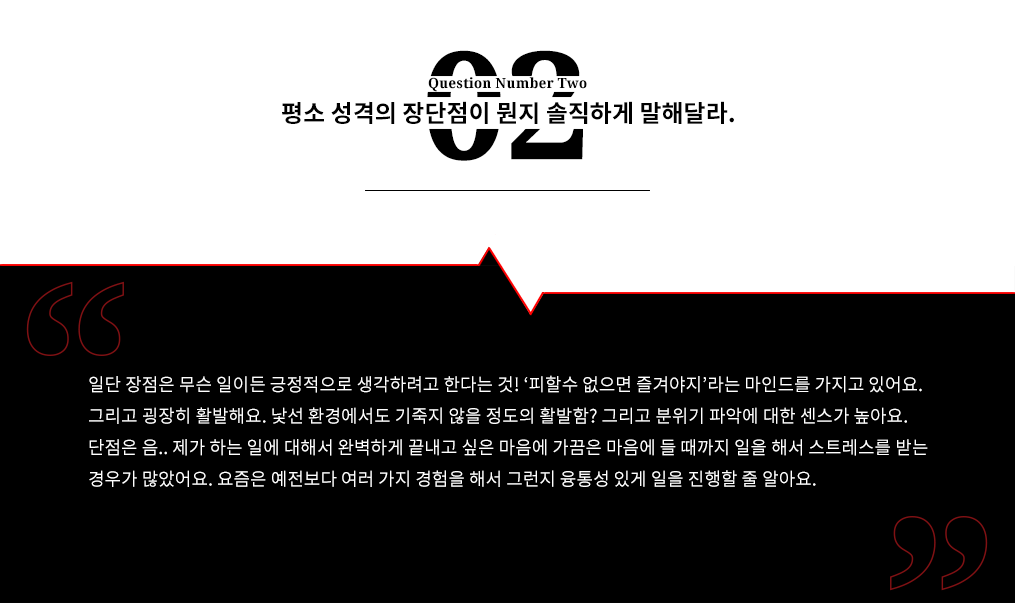 02
Question Number Two
평소 성격의 장단점이 뭔지 솔직하게 말해달라.
“
일단 장점은 무슨 일이든 긍정적으로 생각하려고 한다는 것! ‘피할수 없으면 즐겨야지’라는 마인드를 가지고 있어요.
그리고 굉장히 활발해요. 낯선 환경에서도 기죽지 않을 정도의 활발함? 그리고 분위기 파악에 대한 센스가 높아요.
단점은 음.. 제가 하는 일에 대해서 완벽하게 끝내고 싶은 마음에 가끔은 마음에 들 때까지 일을 해서 스트레스를 받는
경우가 많았어요. 요즘은 예전보다 여러 가지 경험을 해서 그런지 융통성 있게 일을 진행할 줄 알아요.
”